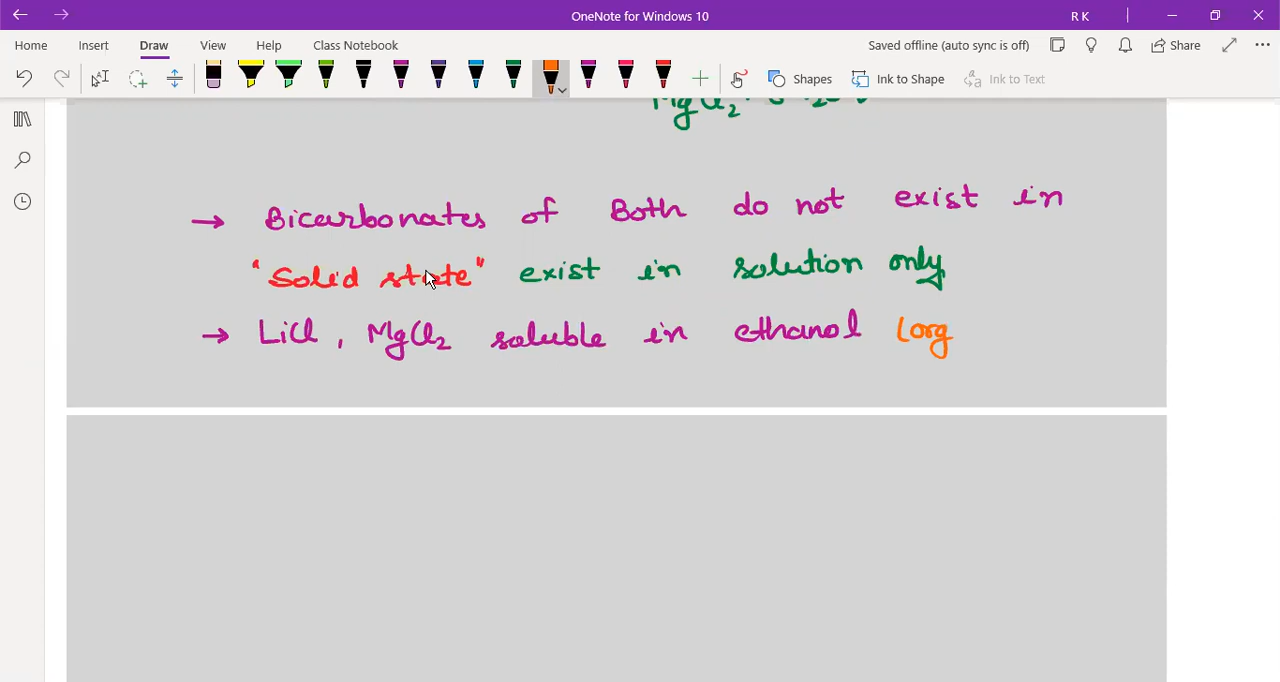 OneNote for Windows 10
R K
Home Insert Draw View Help Class Notebook
Saved offline (auto sync is off)
Share
Shapes
Ink to Shape
Ink to Text
→ Bicarbonates of Both do not exist in
"Solid state" exist in solution only
→ LiCl, MgCl2 soluble in ethanol (org